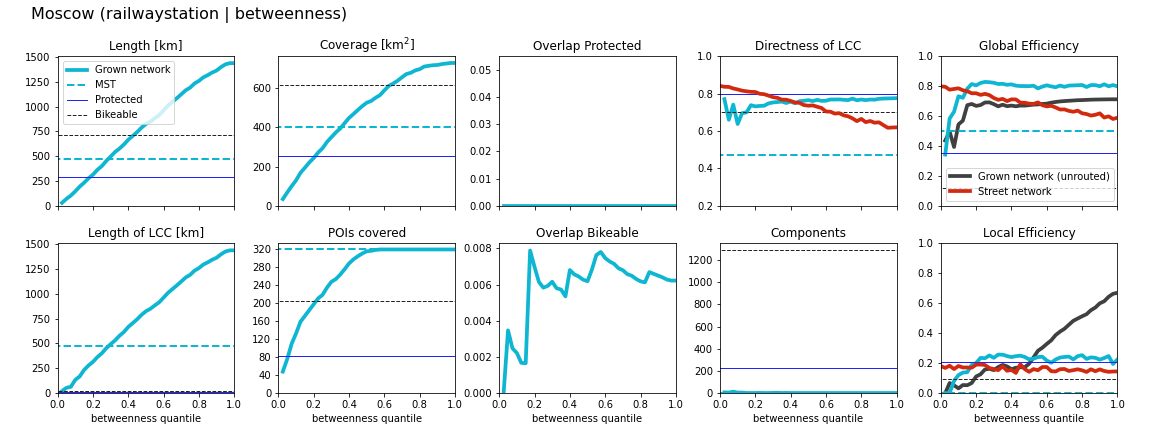 Moscow (railwaystation | betweenness)
Length [km]
1500
1250
1000
750
500
250
0
Grown network
MST
Protected
Bikeable
Coverage [km²]
600
400
200
0
Overlap Protected
0.05
0.04
0.03
0.02
0.01
0.00
Directness of LCC
1.0
0.8
0.6
0.4
0.2
Global Efficiency
1.0
0.8
0.6
0.4
0.2
0.0
Grown network (unrouted)
Street network
Length of LCC [km]
1500
1250
1000
750
500
250
0
0.0 0.2 0.4 0.6 0.8 1.0
betweenness quantile
POIs covered
320
280
240
200
160
120
80
40
0.0 0.2 0.4 0.6 0.8 1.0
betweenness quantile
Overlap Bikeable
0.008
0.006
0.004
0.002
0.000
0.0 0.2 0.4 0.6 0.8 1.0
betweenness quantile
Components
1200
1000
800
600
400
200
0
0.0 0.2 0.4 0.6 0.8 1.0
betweenness quantile
Local Efficiency
1.0
0.8
0.6
0.4
0.2
0.0
0.0 0.2 0.4 0.6 0.8 1.0
betweenness quantile